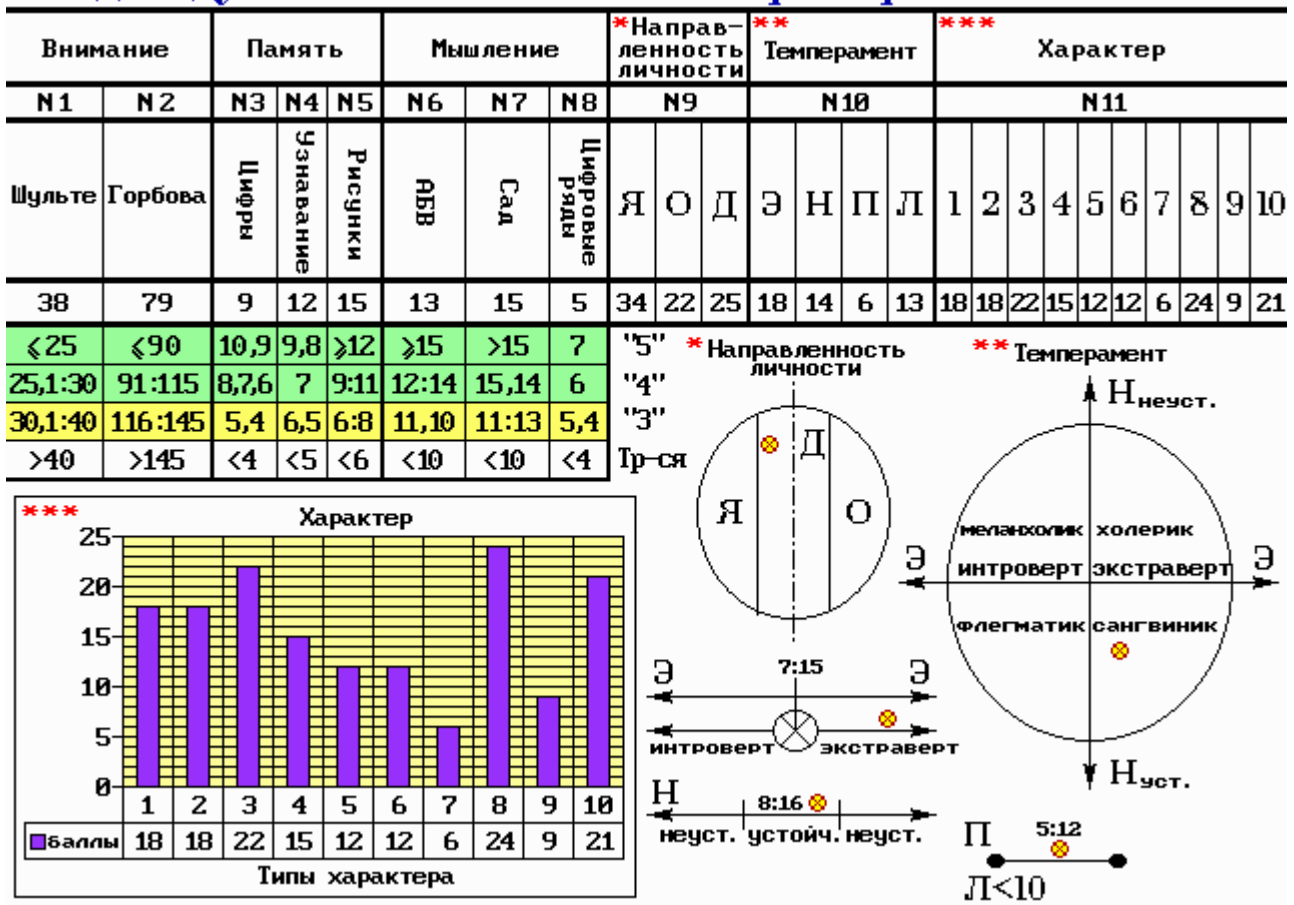 Внимание Память Мышление *Направ-ленность личности **Темперамент ***Характер
N1 N2 N3 N4 N5 N6 N7 N8 N9 N10 N11
Шульте Горбова Цифры Узнавание Рисунки АБВ Сад Цифровые ряды Я О Д Э Н П Л 1 2 3 4 5 6 7 8 9 10
38 79 9 12 15 13 15 5 34 22 25 18 14 6 13 18 18 22 15 12 12 6 24 9 21
⩽25 ⩽90 10,9 9,8 ⩾12 ⩾15 >15 7 "5"
25,1:30 91:115 8,7,6 7 9:11 12:14 15,14 6 "4"
30,1:40 116:145 5,4 6,5 6:8 11,10 11:13 5,4 "3"
>40 >145 <4 <5 <6 <10 <10 <4 Тр-ся
*Направленность
личности
Д
Я О
**Темперамент
Н неуст.
меланхолик холерик
Э Э
интроверт экстраверт
флегматик сангвиник
Н уст.
***
Характер
25
20
15
10
5
0
1 2 3 4 5 6 7 8 9 10
баллы 18 18 22 15 12 12 6 24 9 21
Типы характера
Э 7:15 Э
интроверт экстраверт
Н 8:16
неуст. устойч. неуст.
П 5:12
Л<10